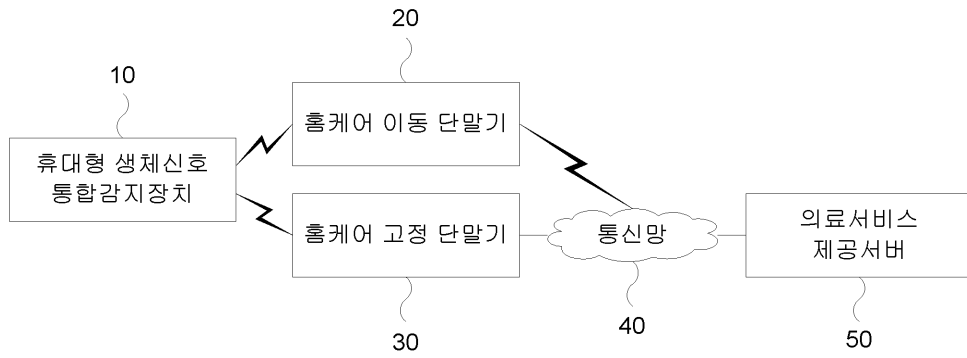 20
10
홈케어 이동 단말기
휴대형 생체신호
통합감지장치
홈케어 고정 단말기
통신망
의료서비스
제공서버
30
40
50